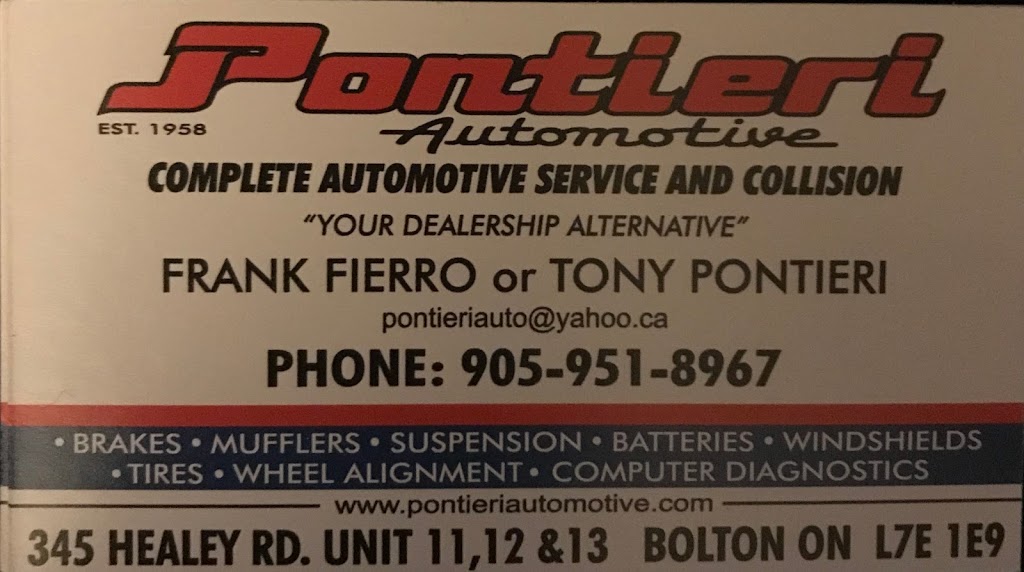 Pontieri
EST. 1958
Automotive
COMPLETE AUTOMOTIVE SERVICE AND COLLISION
"YOUR DEALERSHIP ALTERNATIVE"
FRANK FIERRO or TONY PONTIERI
pontieriauto@yahoo.ca
PHONE: 905-951-8967
• BRAKES • MUFFLERS • SUSPENSION • BATTERIES • WINDSHIELDS
• TIRES • WHEEL ALIGNMENT • COMPUTER DIAGNOSTICS
www.pontieriautomotive.com
345 HEALEY RD. UNIT 11,12 &13 BOLTON ON L7E 1E9